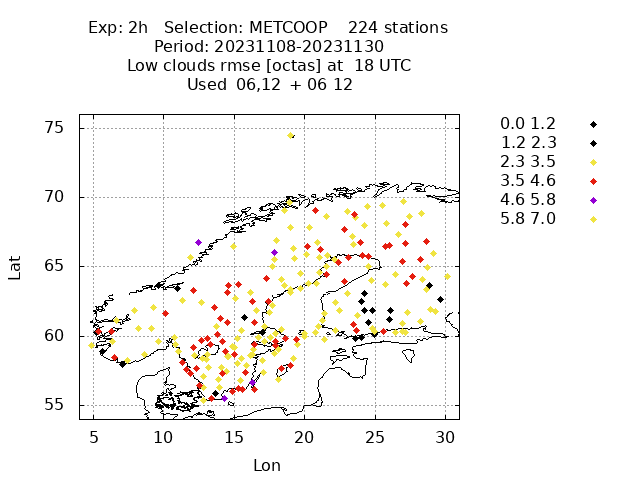 Exp: 2h Selection: METCOOP 224 stations
Period: 20231108-20231130
Low clouds rmse [octas] at 18 UTC
Used 06,12 + 06 12
0.0 1.2
1.2 2.3
2.3 3.5
3.5 4.6
4.6 5.8
5.8 7.0
75
70
65
60
55
Lat
5 10 15 20 25 30
Lon